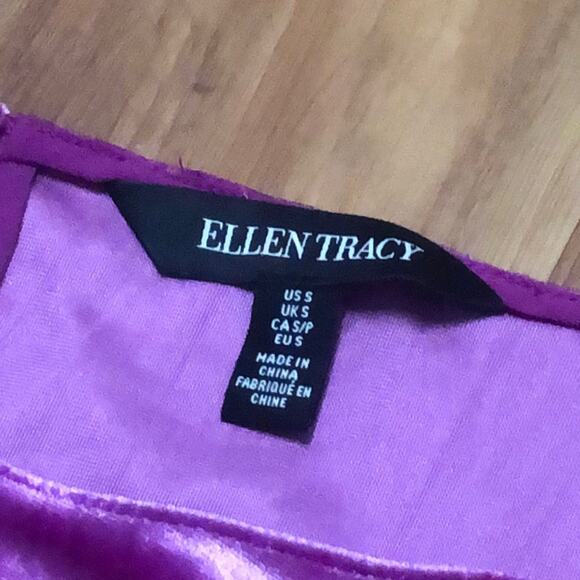 ELLEN TRACY
US S
UK S
CA S/P
EU S
MADE IN
CHINA
FABRIQUÉ EN
CHINE